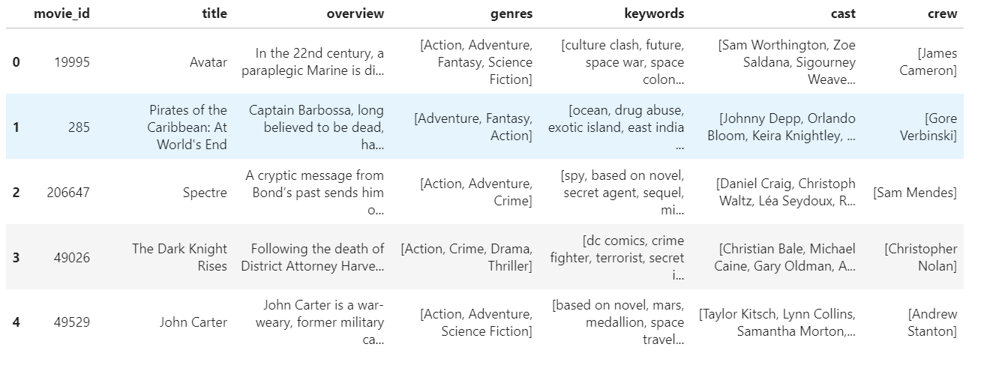 movie_id title overview genres keywords cast crew
0 19995 Avatar In the 22nd century, a paraplegic Marine is di... [Action, Adventure, Fantasy, Science Fiction] [culture clash, future, space war, space colon... [Sam Worthington, Zoe Saldana, Sigourney Weave... [James Cameron]
1 285 Pirates of the Caribbean: At World's End Captain Barbossa, long believed to be dead, ha... [Adventure, Fantasy, Action] [ocean, drug abuse, exotic island, east india ... [Johnny Depp, Orlando Bloom, Keira Knightley, ... [Gore Verbinski]
2 206647 Spectre A cryptic message from Bond's past sends him o... [Action, Adventure, Crime] [spy, based on novel, secret agent, sequel, mi... [Daniel Craig, Christoph Waltz, Léa Seydoux, R... [Sam Mendes]
3 49026 The Dark Knight Rises Following the death of District Attorney Harve... [Action, Crime, Drama, Thriller] [dc comics, crime fighter, terrorist, secret i... [Christian Bale, Michael Caine, Gary Oldman, A... [Christopher Nolan]
4 49529 John Carter John Carter is a war-weary, former military ca... [Action, Adventure, Science Fiction] [based on novel, mars, medallion, space travel... [Taylor Kitsch, Lynn Collins, Samantha Morton,... [Andrew Stanton]